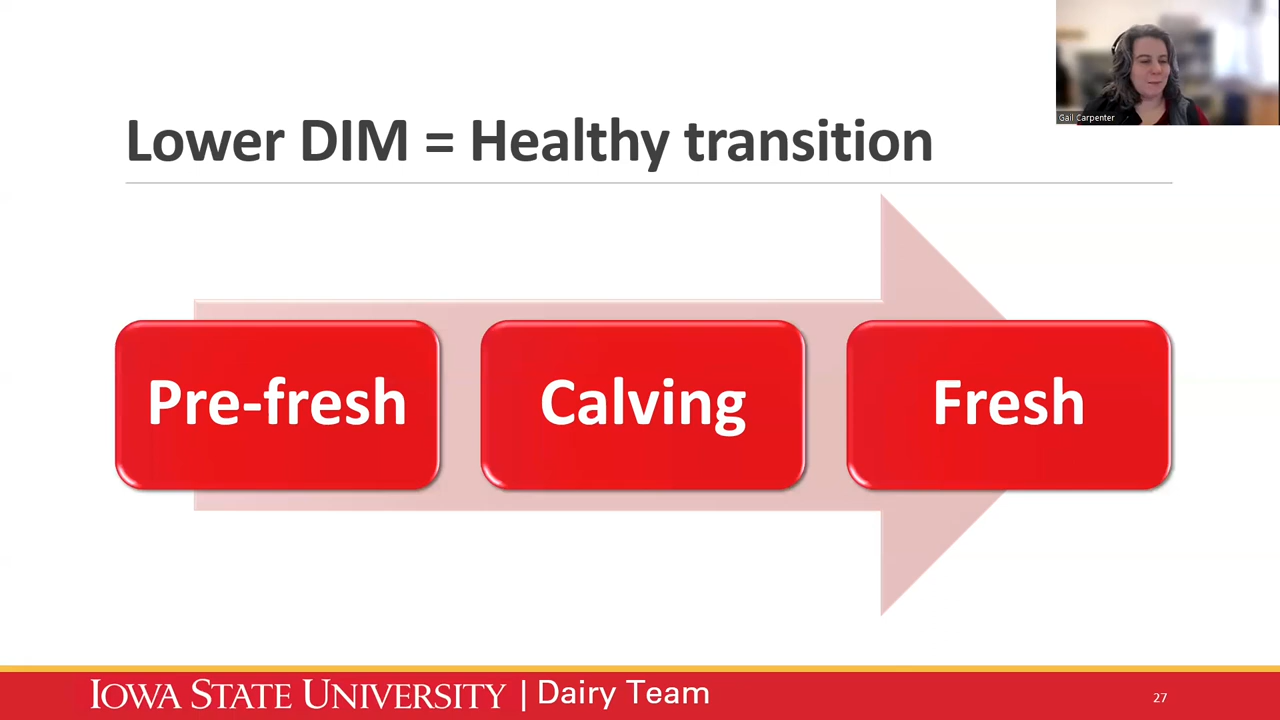 Gail Carpenter
Lower DIM = Healthy transition
Pre-fresh
Calving
Fresh
IOWA STATE UNIVERSITY | Dairy Team
27